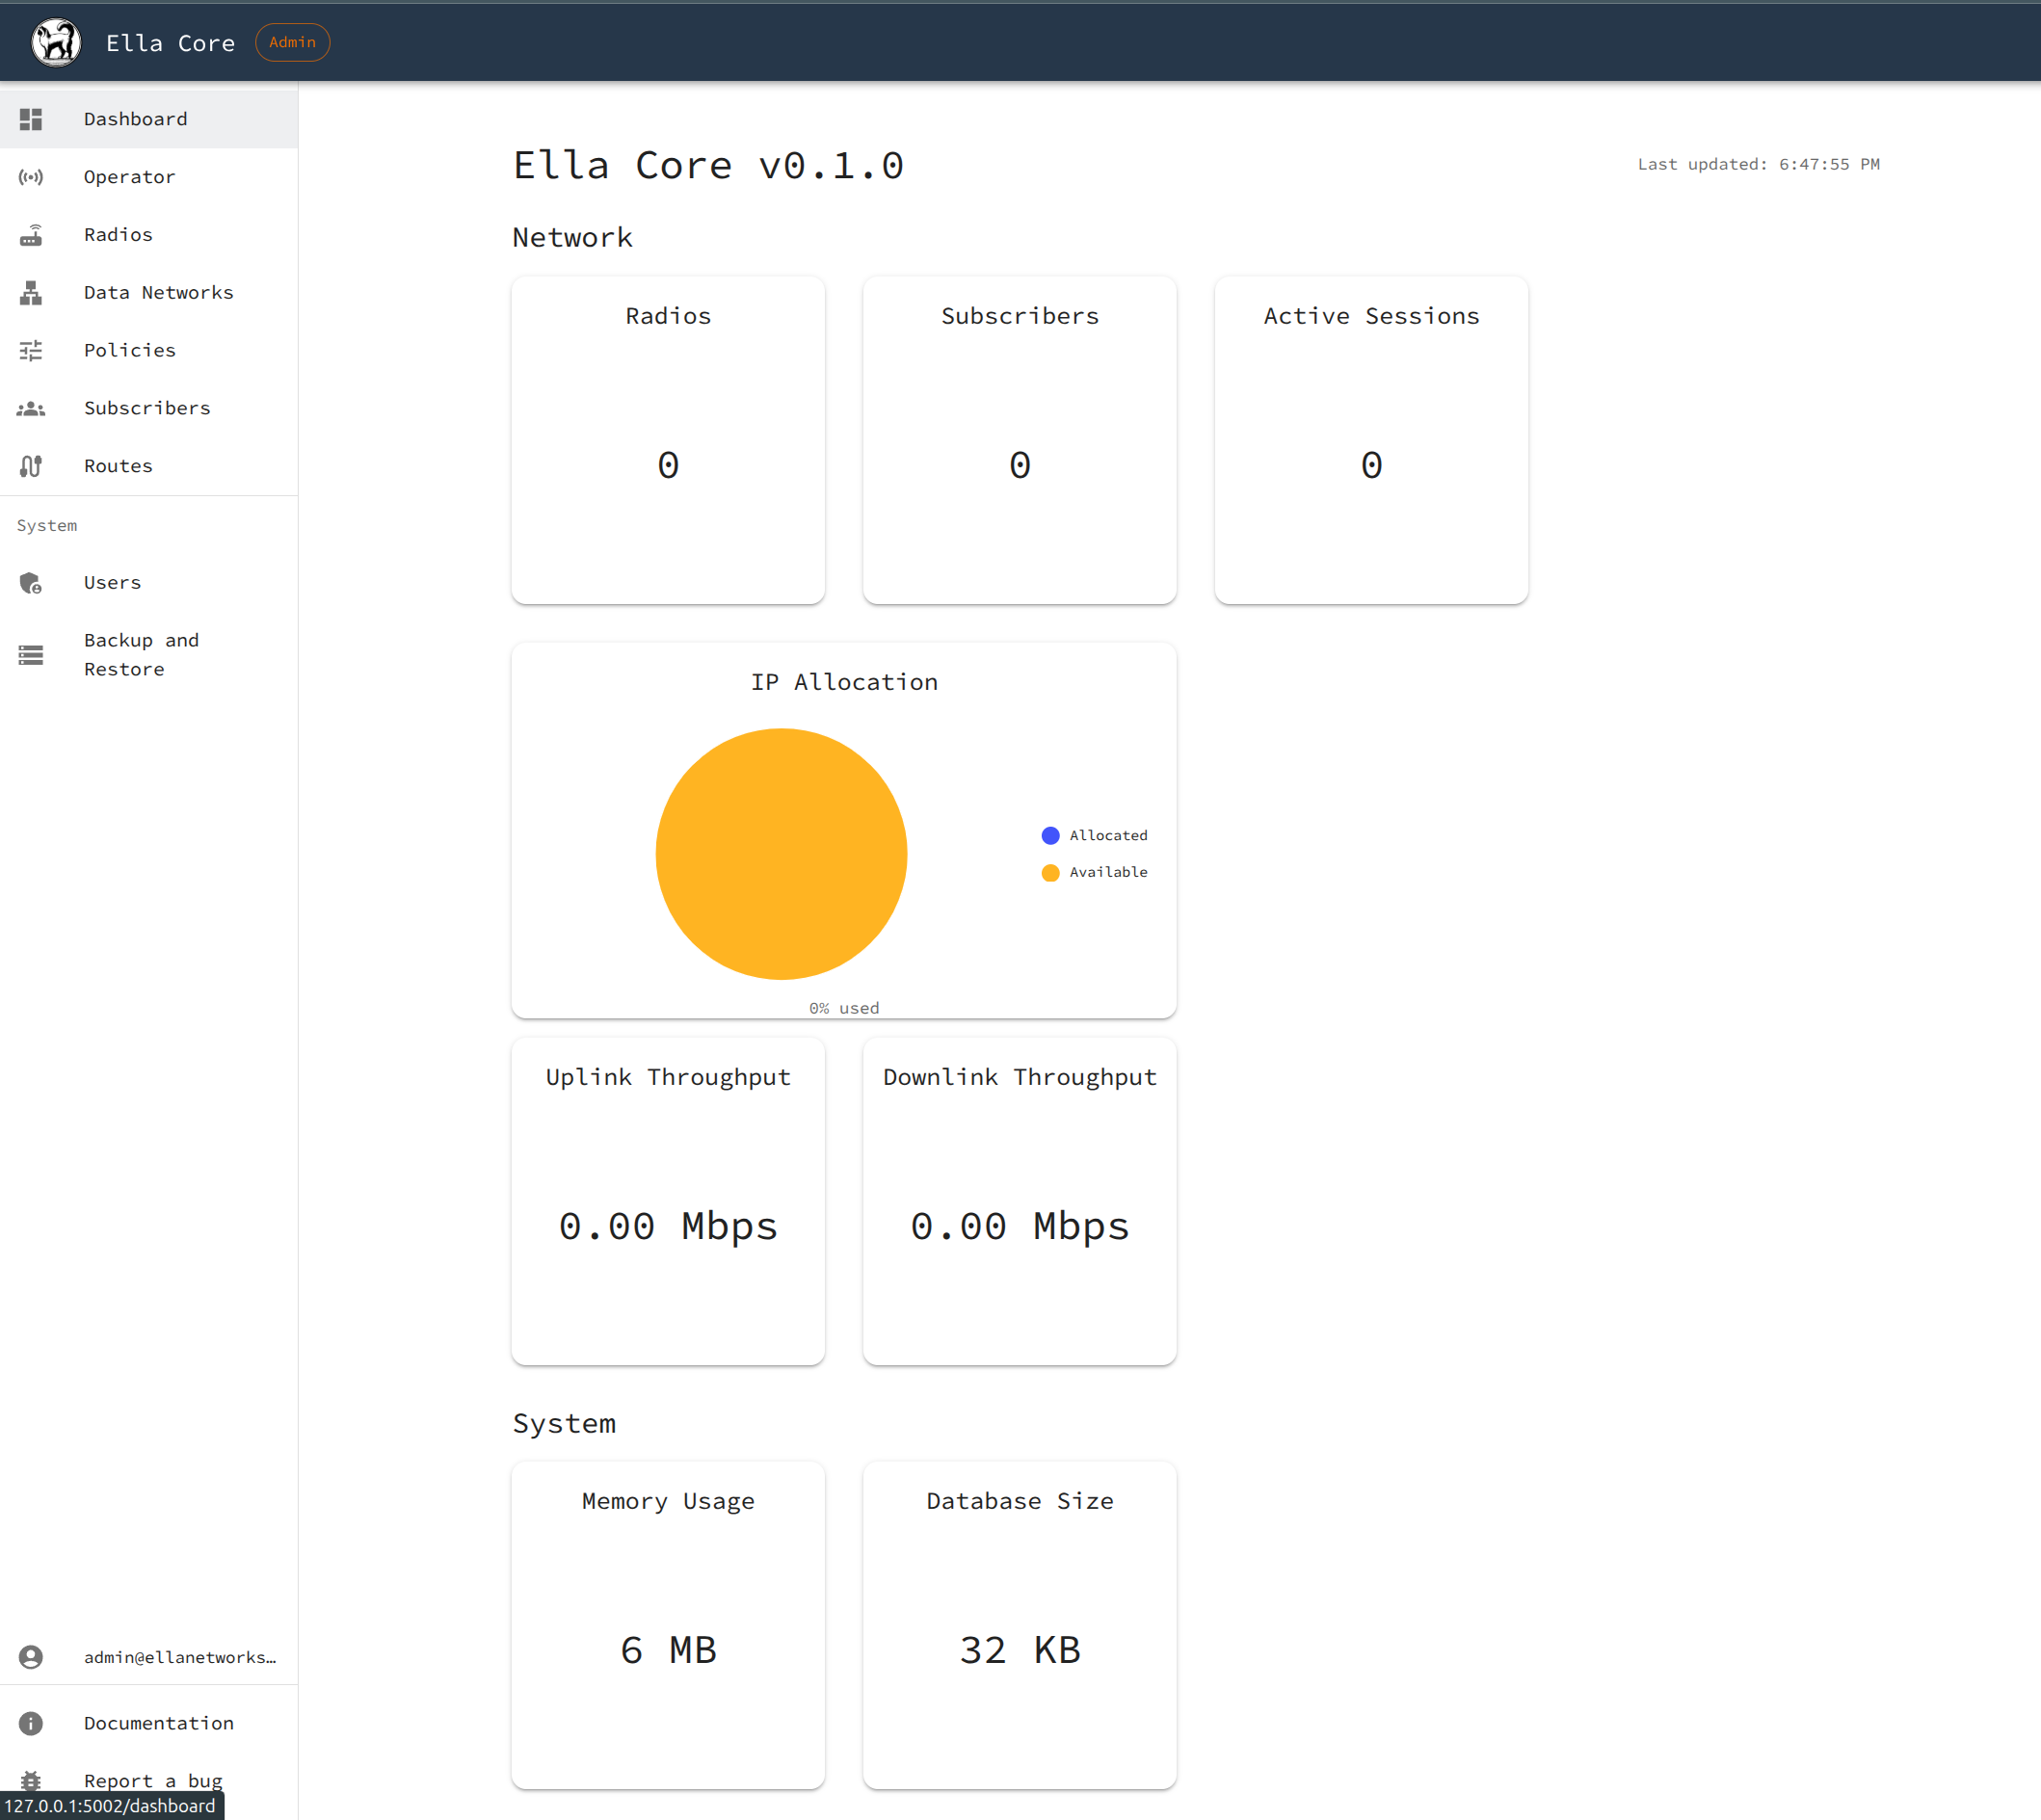 Ella Core
Admin
Dashboard
Operator
Radios
Data Networks
Policies
Subscribers
Routes
System
Users
Backup and
Restore
admin@ellanetworks…
Documentation
Report a bug
127.0.0.1:5002/dashboard
Ella Core v0.1.0
Last updated: 6:47:55 PM
Network
Radios
0
Subscribers
0
Active Sessions
0
IP Allocation
Allocated
Available
0% used
Uplink Throughput
0.00 Mbps
Downlink Throughput
0.00 Mbps
System
Memory Usage
6 MB
Database Size
32 KB